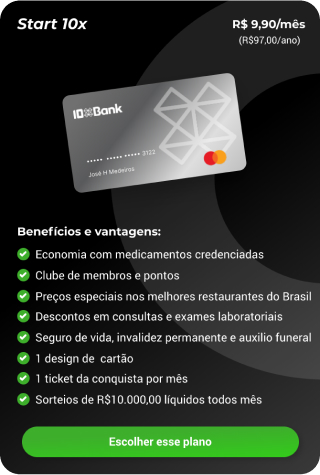 Start 10x
R$ 9,90/mês
(R$97,00/ano)
10xBank
•••• ••••• ••••• 3122
José H Medeiros
Benefícios e vantagens:
Economia com medicamentos credenciadas
Clube de membros e pontos
Preços especiais nos melhores restaurantes do Brasil
Descontos em consultas e exames laboratoriais
Seguro de vida, invalidez permanente e auxilio funeral
1 design de cartão
1 ticket da conquista por mês
Sorteios de R$10.000,00 líquidos todos mês
Escolher esse plano